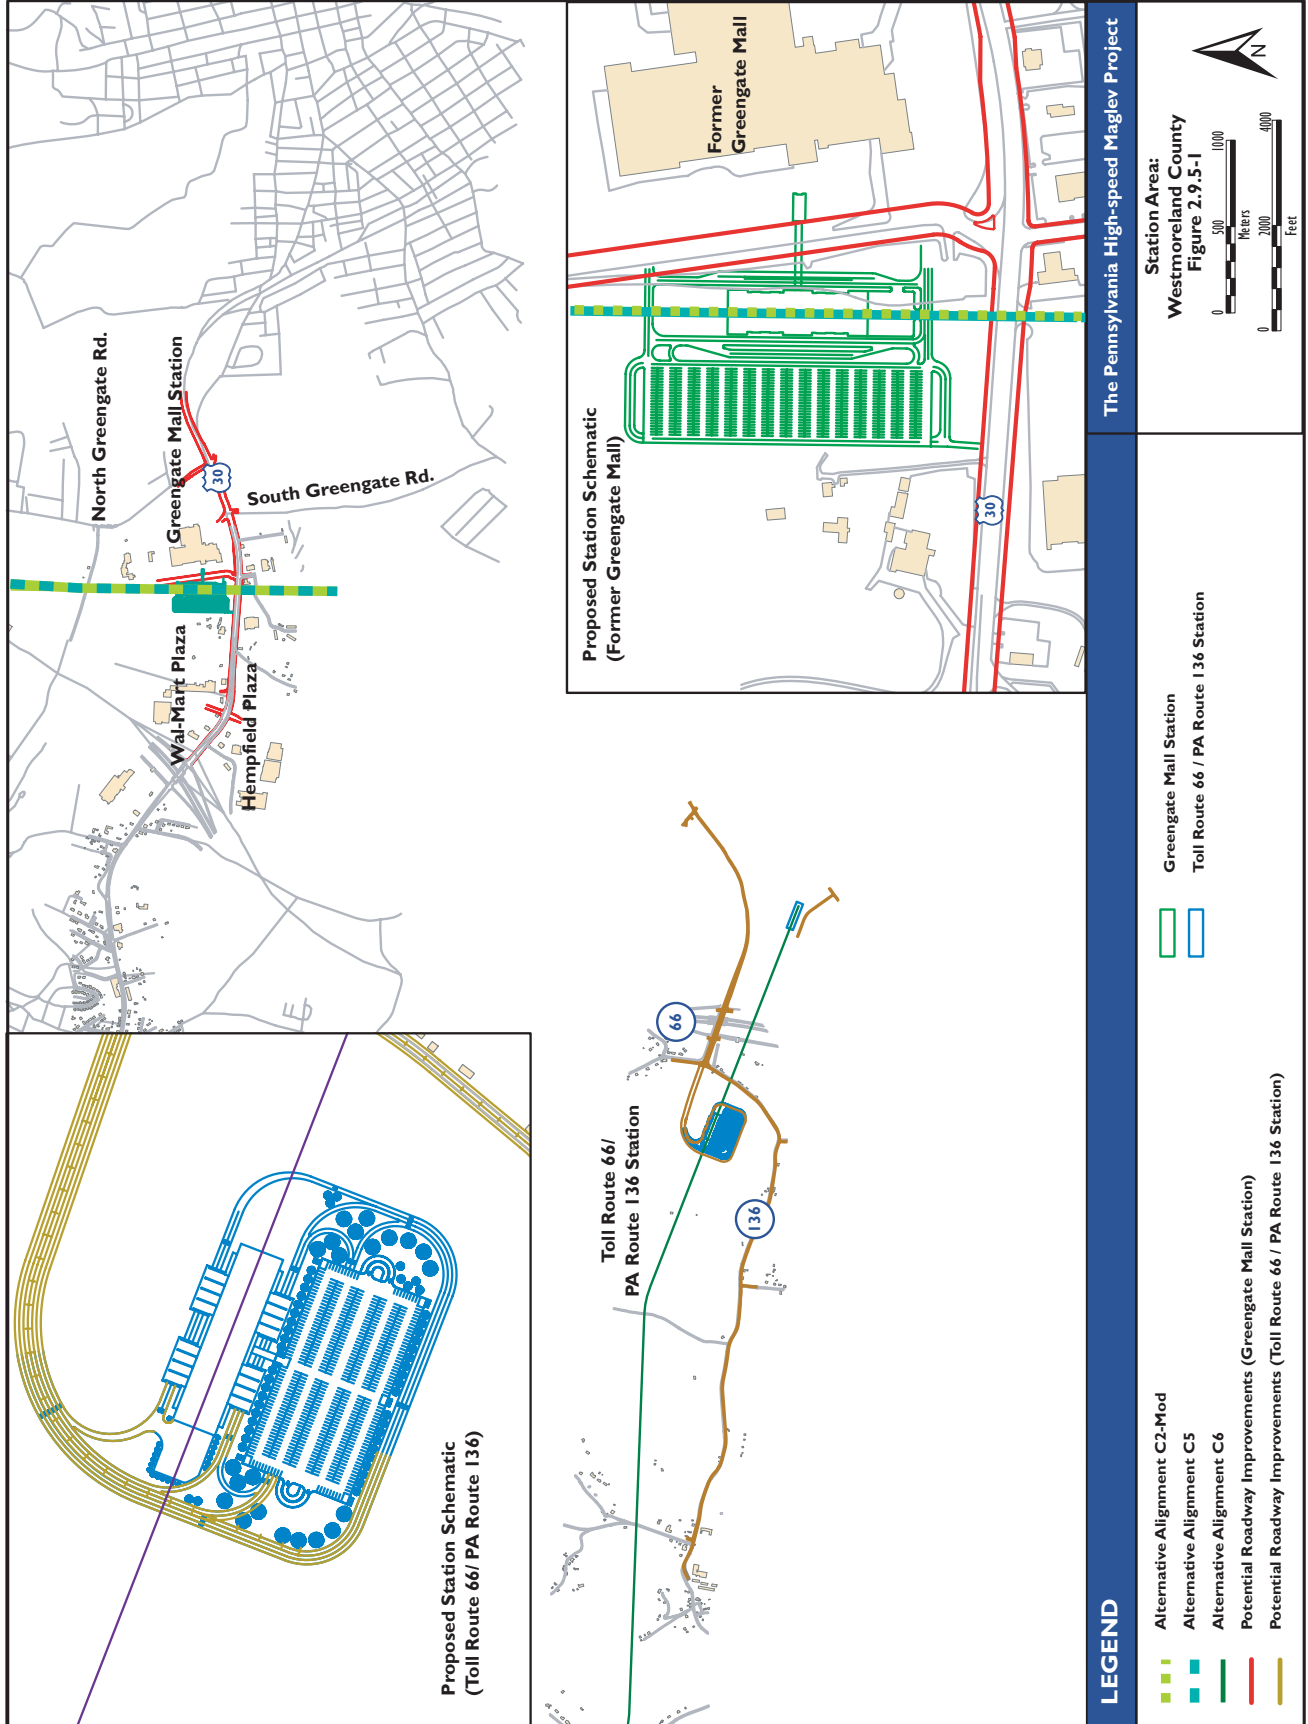 North Greengate Rd.
Greengate Mall Station
30
South Greengate Rd.
Wal-Mart Plaza
Hempfield Plaza
Former
Greengate Mall
Proposed Station Schematic
(Former Greengate Mall)
30
Proposed Station Schematic
(Toll Route 66/ PA Route 136)
Toll Route 66/
PA Route 136 Station
66
136
LEGEND
Alternative Alignment C2-Mod
Alternative Alignment C5
Alternative Alignment C6
Potential Roadway Improvements (Greengate Mall Station)
Potential Roadway Improvements (Toll Route 66 / PA Route 136 Station)
Greengate Mall Station
Toll Route 66 / PA Route 136 Station
The Pennsylvania High-speed Maglev Project
Station Area:
Westmoreland County
Figure 2.9.5-1
0 500 1000
Meters
0 2000 4000
Feet
N